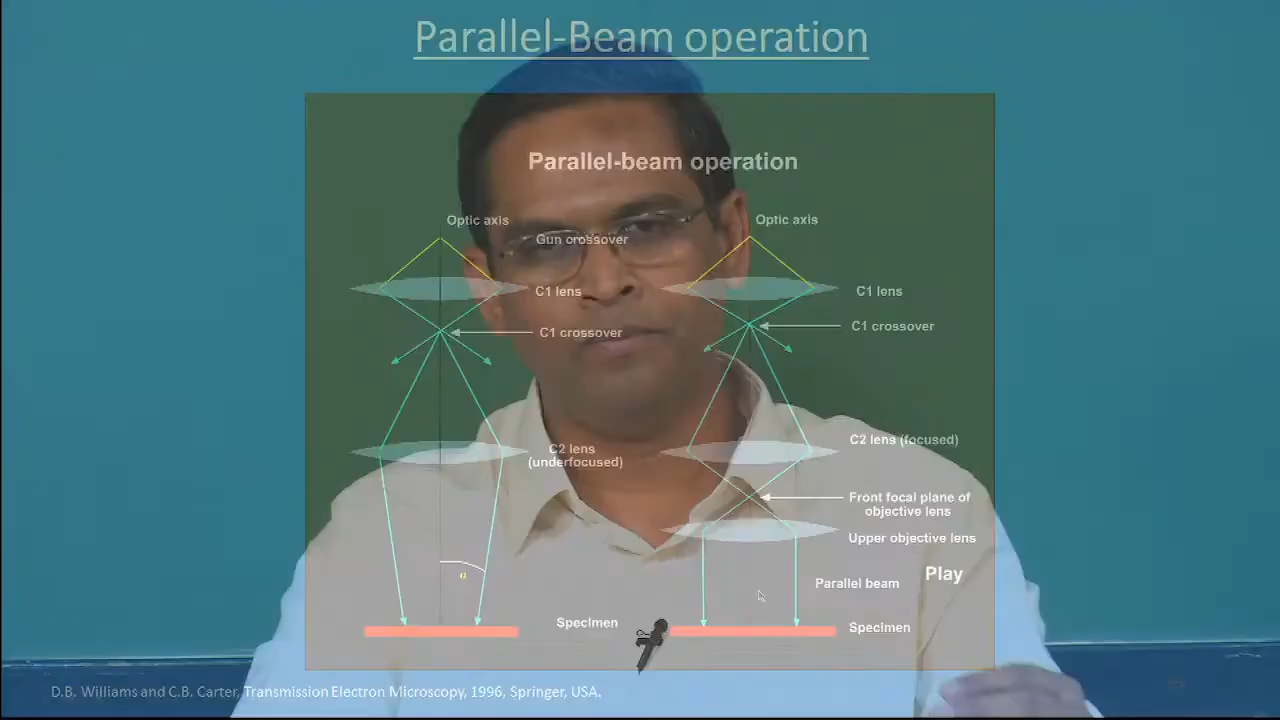 Parallel-Beam operation
Parallel-beam operation
Optic axis
Optic axis
Gun crossover
C1 lens
C1 lens
C1 crossover
C1 crossover
C2 lens
(underfocused)
C2 lens (focused)
Front focal plane of
objective lens
Upper objective lens
α
Play
Parallel beam
Specimen
Specimen
D.B. Williams and C.B. Carter, Transmission Electron Microscopy, 1996, Springer, USA.